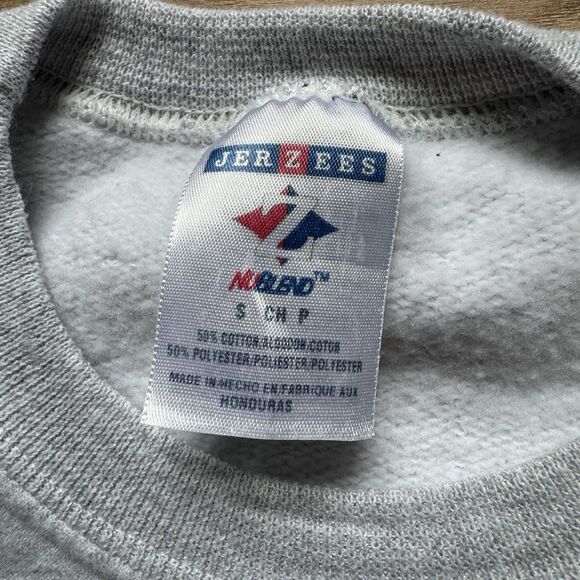 JERZEES
NUBLEND™
S CH P
50% COTTON/ALGODON/COTON
50% POLYESTER/POLIESTER/POLYESTER
MADE IN·HECHO EN·FABRIQUE AUX
HONDURAS